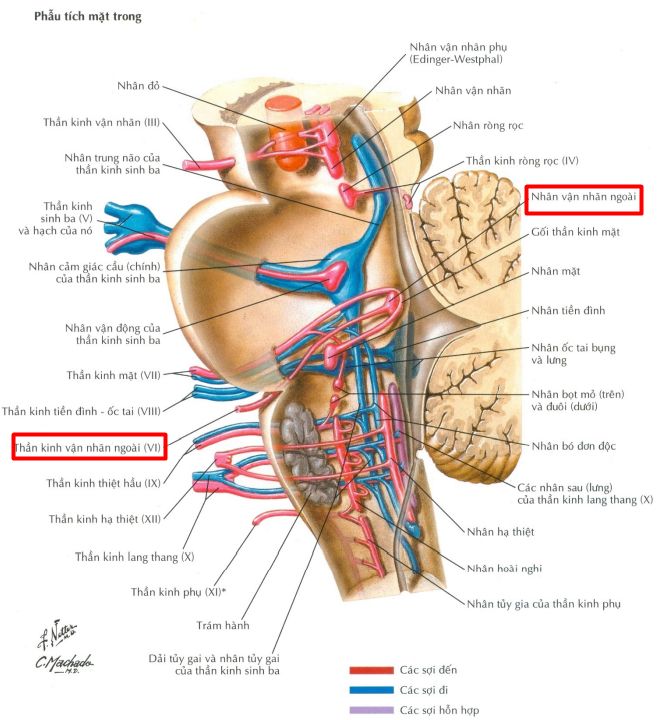 Phẫu tích mặt trong
Nhân vận nhãn phụ
(Edinger-Westphal)
Nhân đỏ
Nhân vận nhãn
Thần kinh vận nhãn (III)
Nhân ròng rọc
Nhân trung não của
thần kinh sinh ba
Thần kinh ròng rọc (IV)
Nhân vận nhãn ngoài
Thần kinh
sinh ba (V)
và hạch của nó
Gối thần kinh mặt
Nhân cảm giác cầu (chính)
của thần kinh sinh ba
Nhân mặt
Nhân tiền đình
Nhân vận động của
thần kinh sinh ba
Nhân ốc tai bụng
và lưng
Thần kinh mặt (VII)
Nhân bọt mỏ (trên)
và đuôi (dưới)
Thần kinh tiền đình - ốc tai (VIII)
Thần kinh vận nhãn ngoài (VI)
Nhân bó đơn độc
Thần kinh thiệt hầu (IX)
Các nhân sau (lưng)
của thần kinh lang thang (X)
Thần kinh hạ thiệt (XII)
Nhân hạ thiệt
Thần kinh lang thang (X)
Nhân hoài nghi
Thần kinh phụ (XI)*
Nhân tủy gia của thần kinh phụ
Trám hành
Dải tủy gai và nhân tủy gai
của thần kinh sinh ba
F. Netter
M.D.
C. Machado
M.D.
Các sợi đến
Các sợi đi
Các sợi hỗn hợp